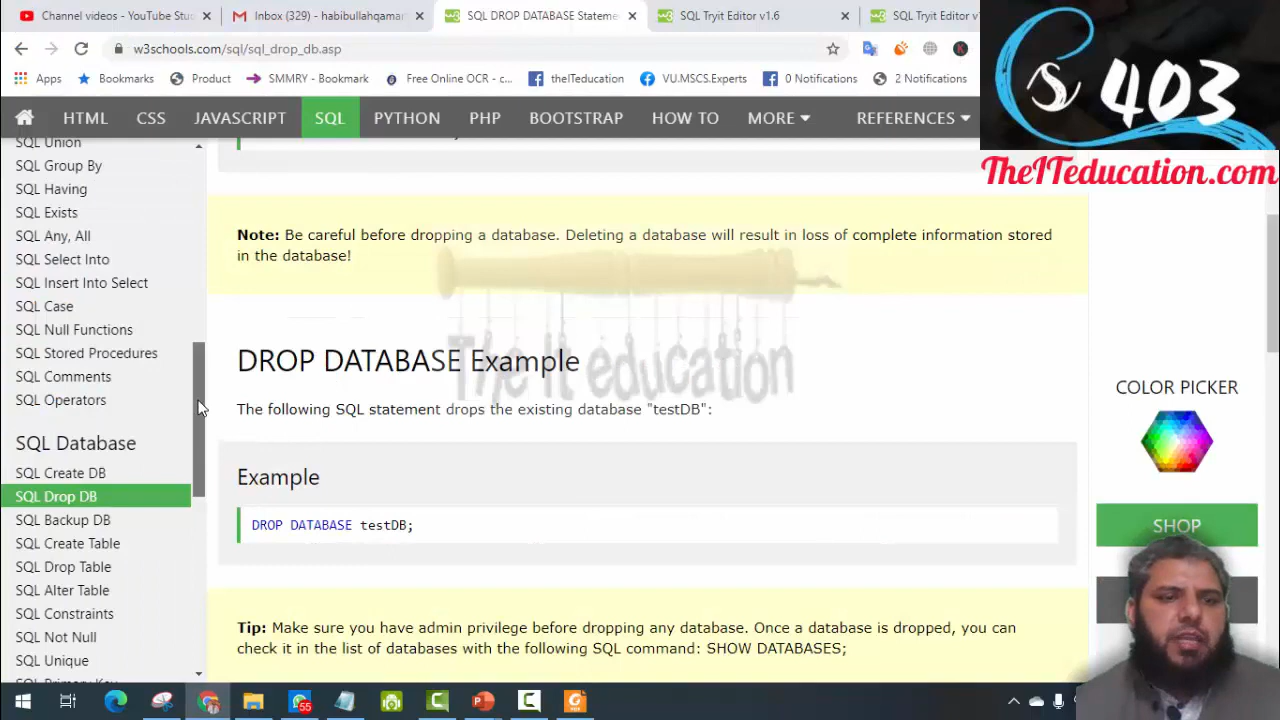 Channel videos - YouTube Stu
Inbox (329) - habibullahqamar
SQL DROP DATABASE Stateme
SQL Tryit Editor v1.6
SQL Tryit Editor v
w3schools.com/sql/sql_drop_db.asp
Apps
Bookmarks
Product
SMMRY - Bookmark
Free Online OCR - c...
theITeducation
VU.MSCS.Experts
0 Notifications
2 Notifications
CS 403
TheITeducation.com
HTML
CSS
JAVASCRIPT
SQL
PYTHON
PHP
BOOTSTRAP
HOW TO
MORE
REFERENCES
SQL Union
SQL Group By
SQL Having
SQL Exists
SQL Any, All
SQL Select Into
SQL Insert Into Select
SQL Case
SQL Null Functions
SQL Stored Procedures
SQL Comments
SQL Operators
SQL Database
SQL Create DB
SQL Drop DB
SQL Backup DB
SQL Create Table
SQL Drop Table
SQL Alter Table
SQL Constraints
SQL Not Null
SQL Unique
Note: Be careful before dropping a database. Deleting a database will result in loss of complete information stored
in the database!
The It education
DROP DATABASE Example
The following SQL statement drops the existing database "testDB":
Example
DROP DATABASE testDB;
Tip: Make sure you have admin privilege before dropping any database. Once a database is dropped, you can
check it in the list of databases with the following SQL command: SHOW DATABASES;
COLOR PICKER
SHOP
55